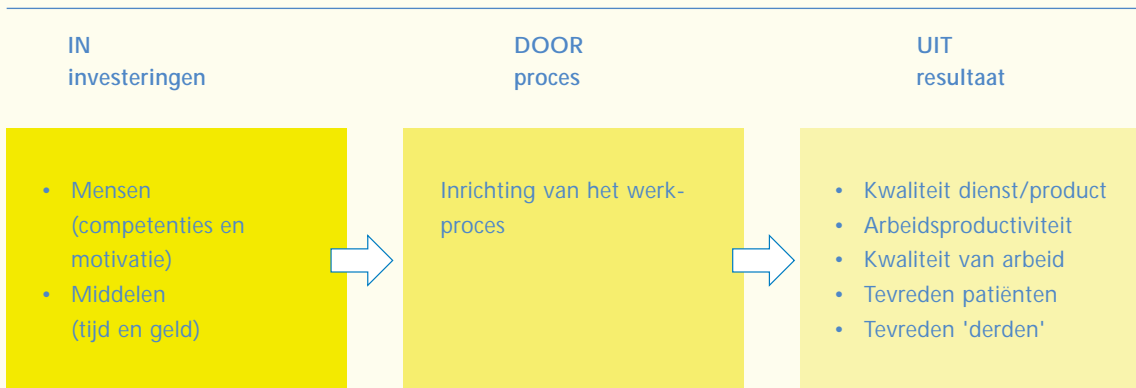 IN
investeringen
DOOR
proces
UIT
resultaat
• Mensen
(competenties en
motivatie)
• Middelen
(tijd en geld)
Inrichting van het werk-
proces
• Kwaliteit dienst/product
• Arbeidsproductiviteit
• Kwaliteit van arbeid
• Tevreden patiënten
• Tevreden 'derden'